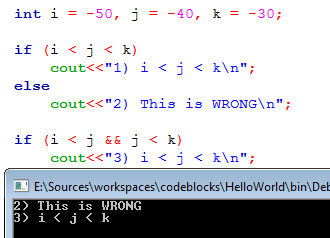 int i = -50, j = -40, k = -30;
if (i < j < k)
cout<<"1) i < j < k\n";
else
cout<<"2) This is WRONG\n";
if (i < j && j < k)
cout<<"3) i < j < k\n";
E:\Sources\workspaces\codeblocks\HelloWorld\bin\Deb
2) This is WRONG
3) i < j < k